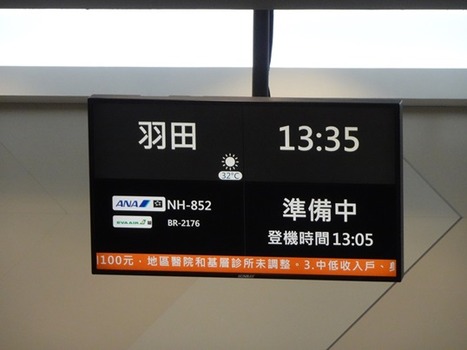 羽田
13:35
32°C
ANA NH-852
EVA AIR BR-2176
準備中
登機時間 13:05
100元，地區醫院和基層診所未調整。3.中低收入戶、